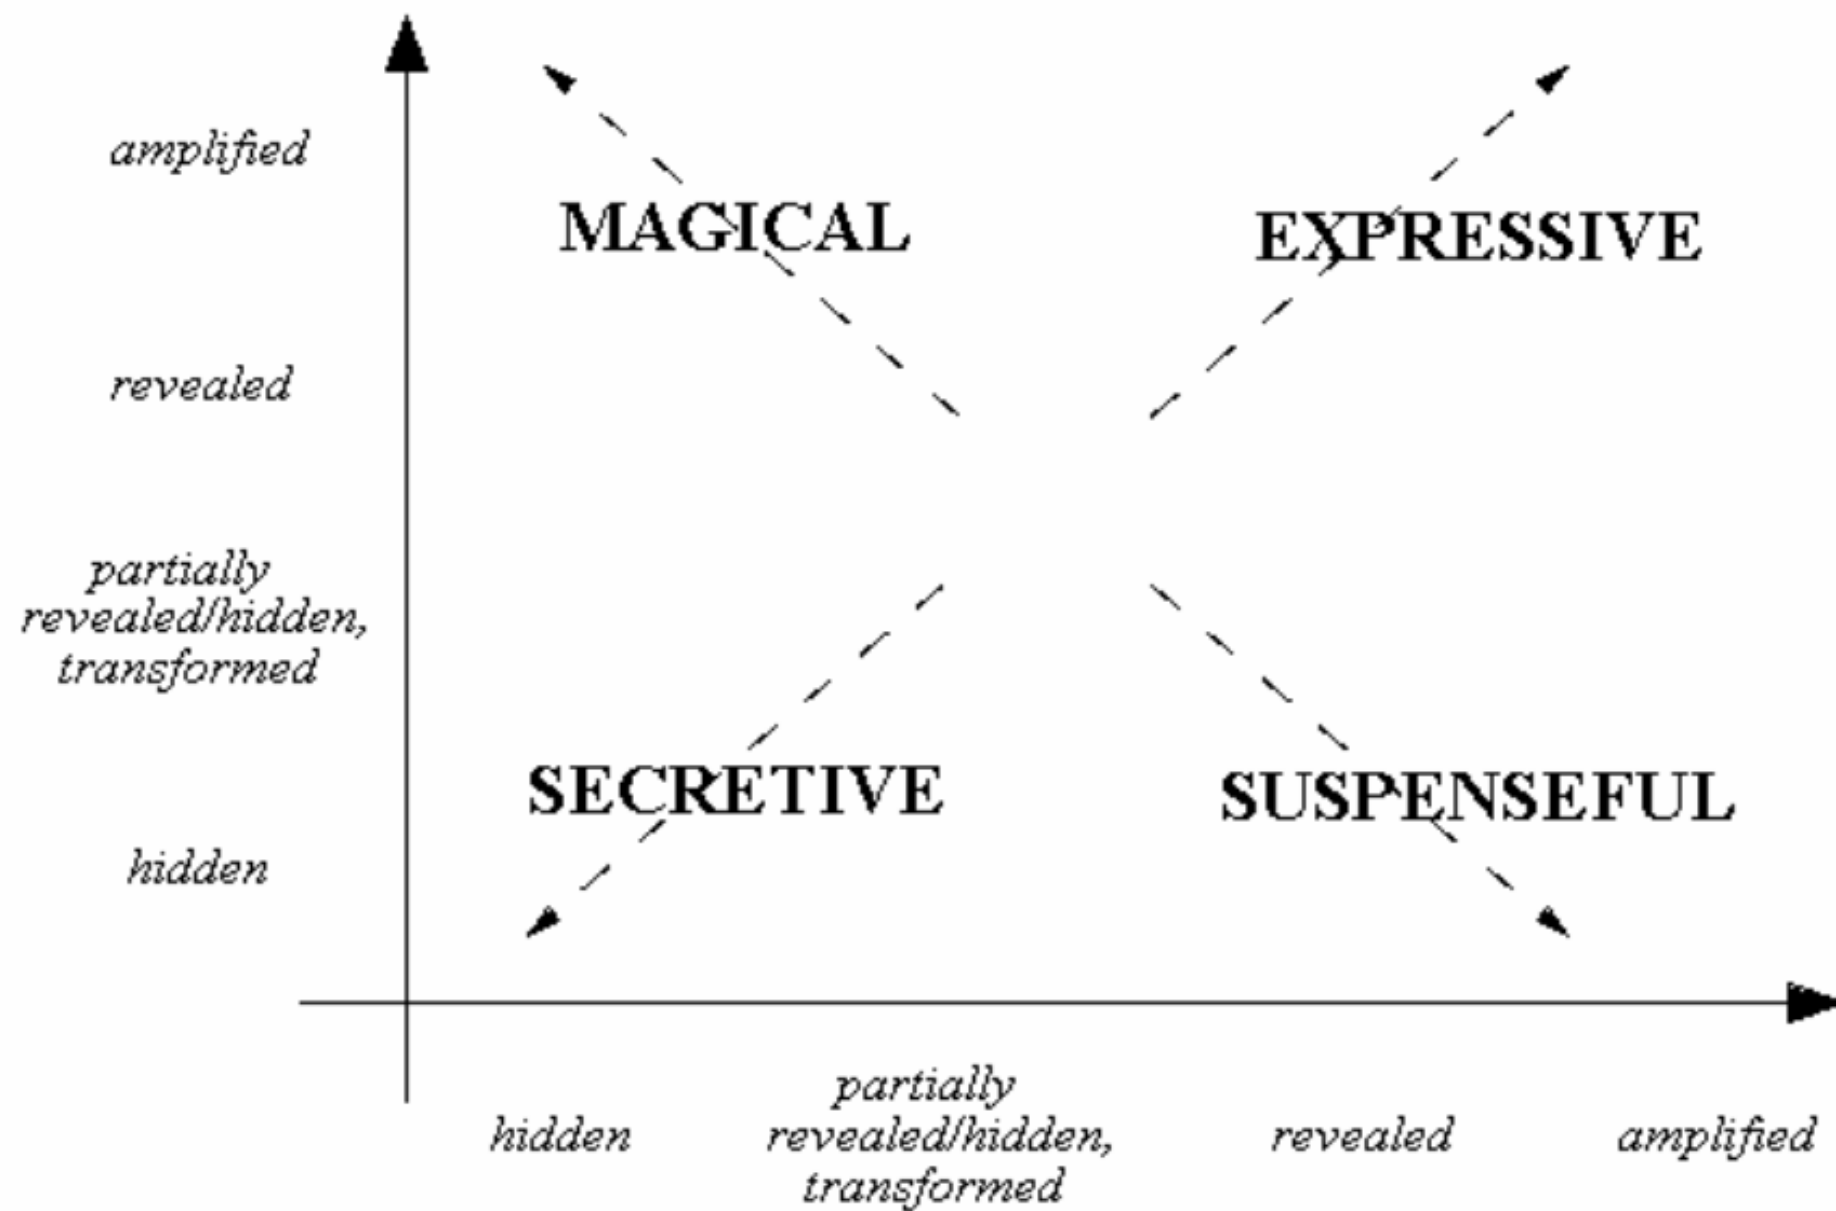 amplified
MAGICAL
EXPRESSIVE
revealed
partially
revealed/hidden,
transformed
SECRETIVE
SUSPENSEFUL
hidden
hidden
partially
revealed/hidden,
transformed
revealed
amplified